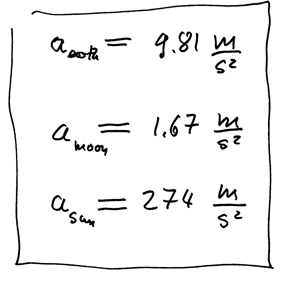 a_earth = 9.81 m/s²
a_moon = 1.67 m/s²
a_sun = 274 m/s²